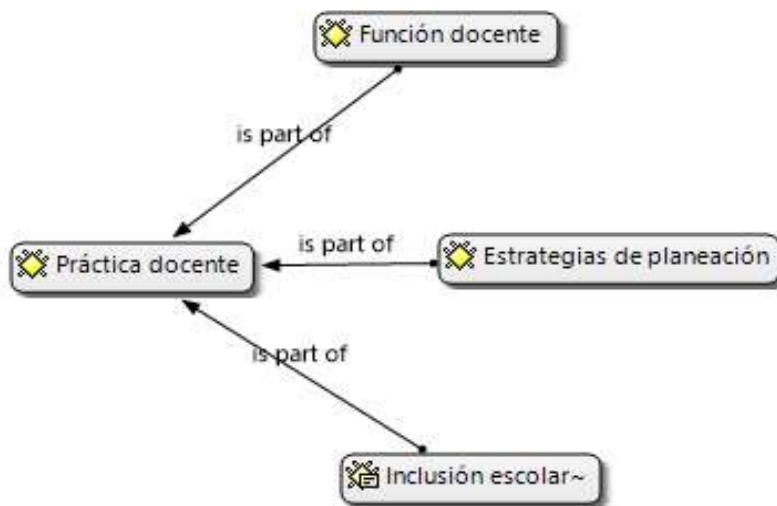 Función docente
is part of
is part of
Práctica docente
Estrategias de planeación
is part of
Inclusión escolar~